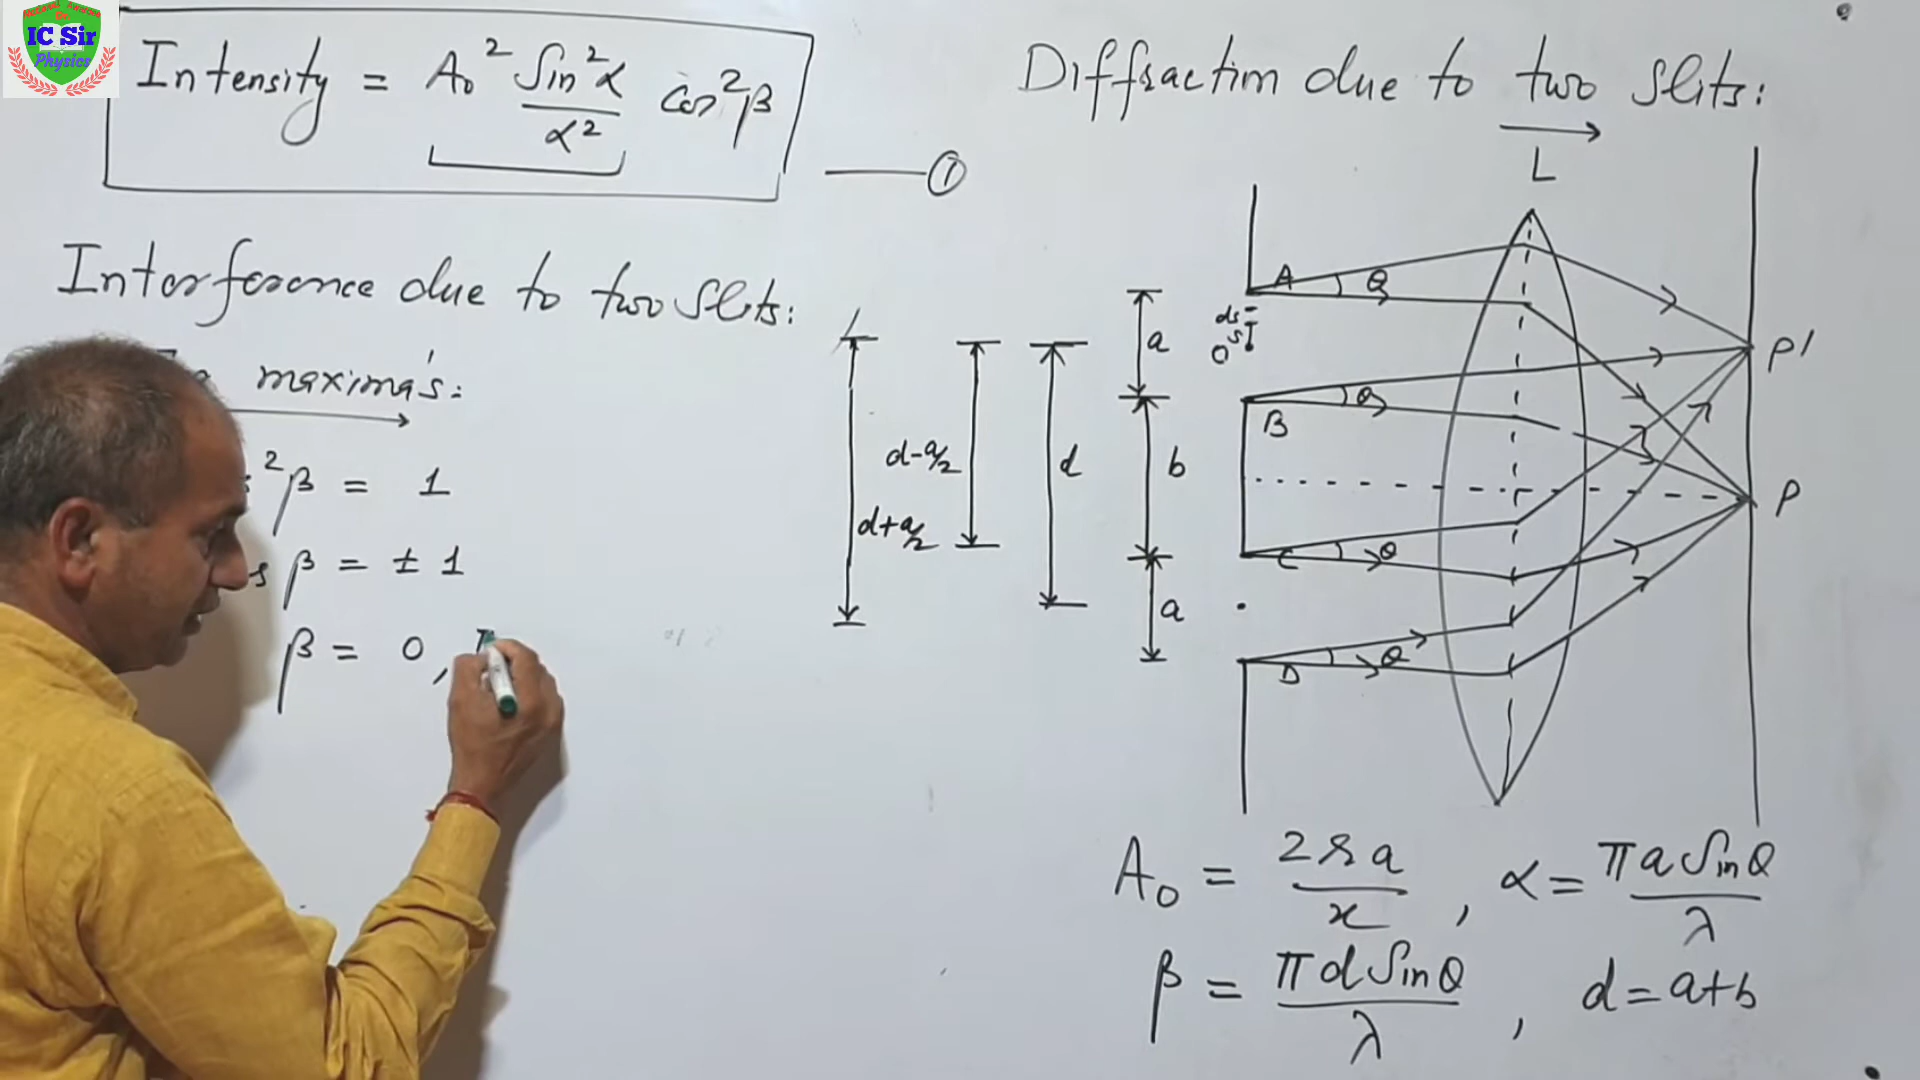 IC Sir
Physics
Intensity = A₀² Sin²α / α² Cos²β —— ①
Interference due to two Slits:
maxima's:
²β = 1
s β = ± 1
β = 0, π
Diffraction due to two Slits:
L
A θ
ds
S
O
a
P'
B θ
d-a/2
d
b
P
d+a/2
C θ
a
D θ
A₀ = 2ra / x , α = πa Sinθ / λ
β = πd Sinθ / λ , d = a+b